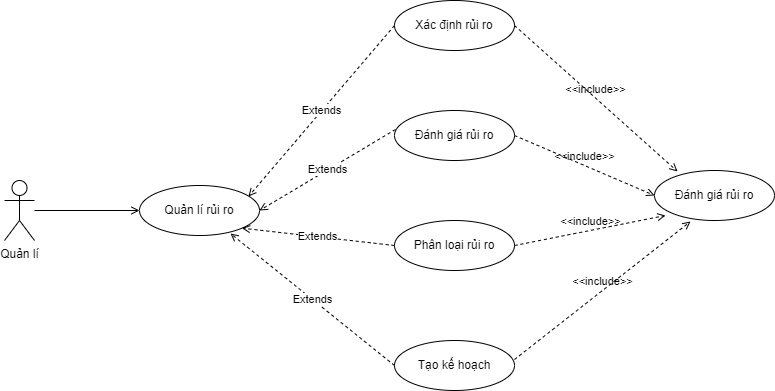 Xác định rủi ro
<<include>>
Extends
Đánh giá rủi ro
<<include>>
Extends
Quản lí rủi ro
Đánh giá rủi ro
Quản lí
Extends
Phân loại rủi ro
<<include>>
Extends
<<include>>
Tạo kế hoạch